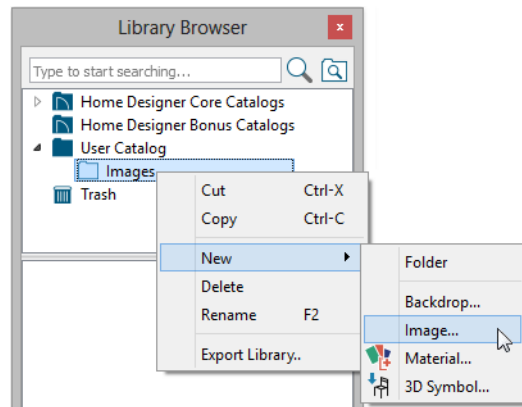 Library Browser
x
Type to start searching...
Home Designer Core Catalogs
Home Designer Bonus Catalogs
User Catalog
Images
Trash
Cut Ctrl-X
Copy Ctrl-C
New
Delete
Rename F2
Export Library..
Folder
Backdrop...
Image...
Material...
3D Symbol...